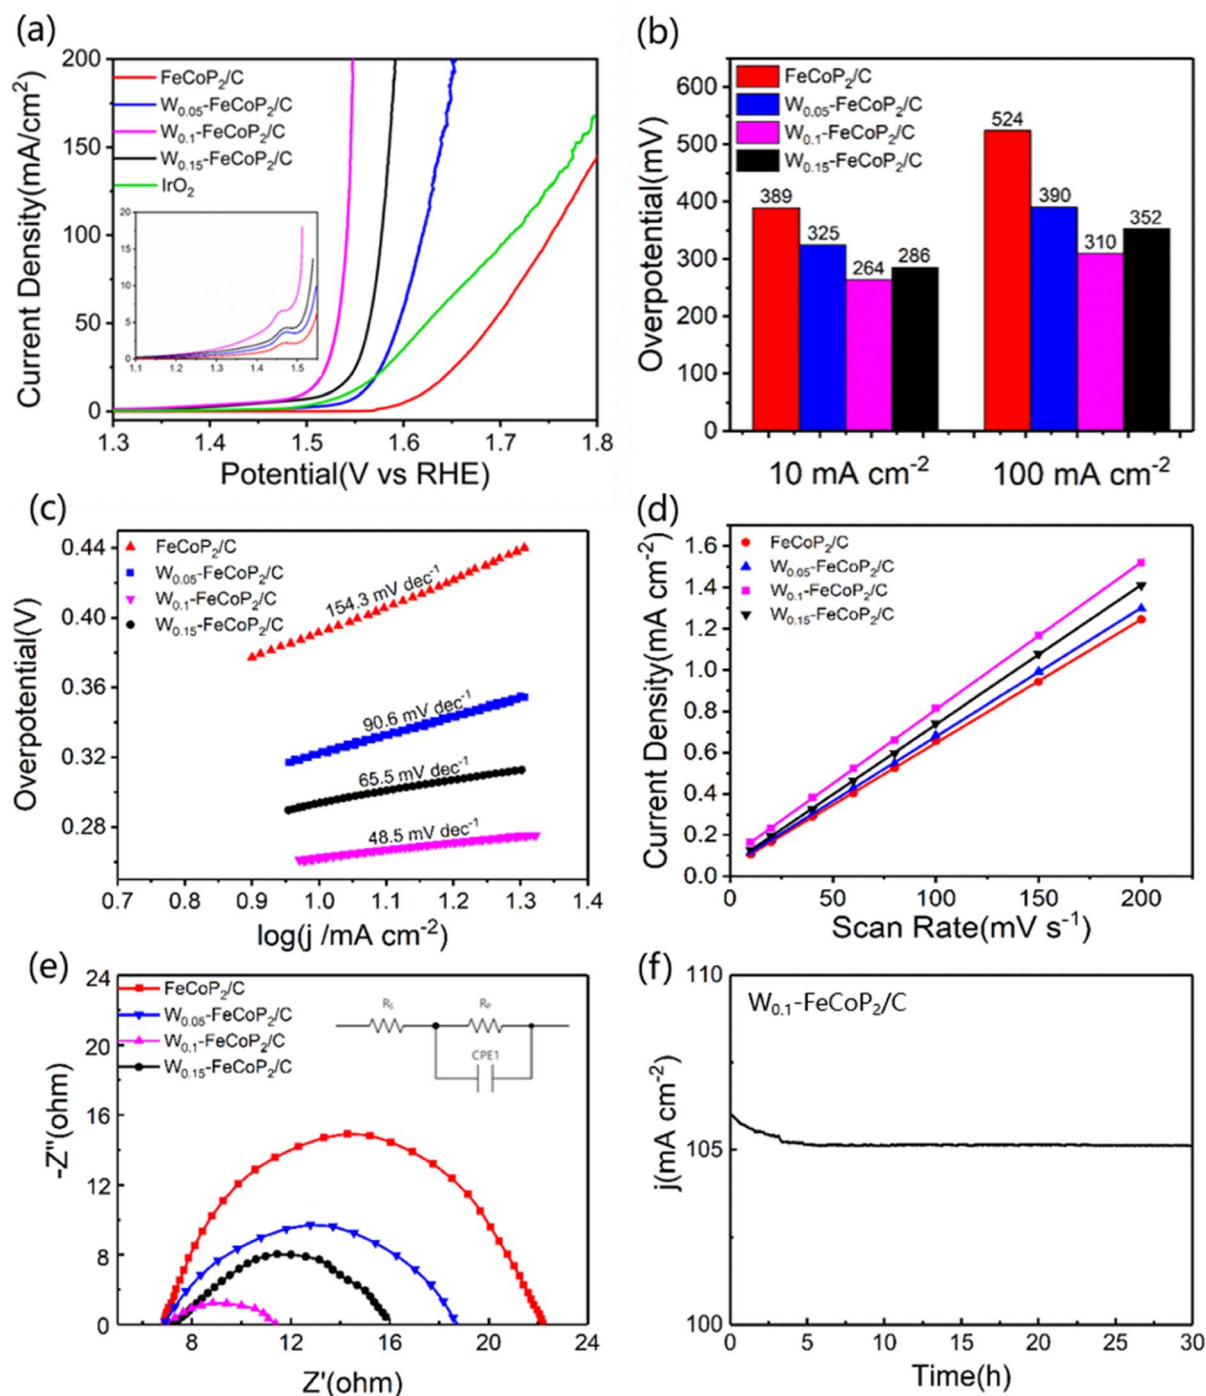 (a)
FeCoP2/C
W0.05-FeCoP2/C
W0.1-FeCoP2/C
W0.15-FeCoP2/C
IrO2
Current Density(mA/cm2)
200
150
100
50
0
20
15
10
5
0
1.1 1.2 1.3 1.4 1.5
1.3 1.4 1.5 1.6 1.7 1.8
Potential(V vs RHE)
(b)
FeCoP2/C
W0.05-FeCoP2/C
W0.1-FeCoP2/C
W0.15-FeCoP2/C
Overpotential(mV)
600
500
400
300
200
100
0
389 325 264 286
524 390 310 352
10 mA cm-2 100 mA cm-2
(c)
FeCoP2/C
W0.05-FeCoP2/C
W0.1-FeCoP2/C
W0.15-FeCoP2/C
Overpotential(V)
0.44
0.40
0.36
0.32
0.28
154.3 mV dec-1
90.6 mV dec-1
65.5 mV dec-1
48.5 mV dec-1
0.7 0.8 0.9 1.0 1.1 1.2 1.3 1.4
log(j /mA cm-2)
(d)
FeCoP2/C
W0.05-FeCoP2/C
W0.1-FeCoP2/C
W0.15-FeCoP2/C
Current Density(mA cm-2)
1.6
1.4
1.2
1.0
0.8
0.6
0.4
0.2
0.0
0 50 100 150 200
Scan Rate(mV s-1)
(e)
FeCoP2/C
W0.05-FeCoP2/C
W0.1-FeCoP2/C
W0.15-FeCoP2/C
Rs Rp
CPE1
-Z"(ohm)
24
20
16
12
8
4
0
8 12 16 20 24
Z'(ohm)
(f)
W0.1-FeCoP2/C
j(mA cm-2)
110
105
100
0 5 10 15 20 25 30
Time(h)